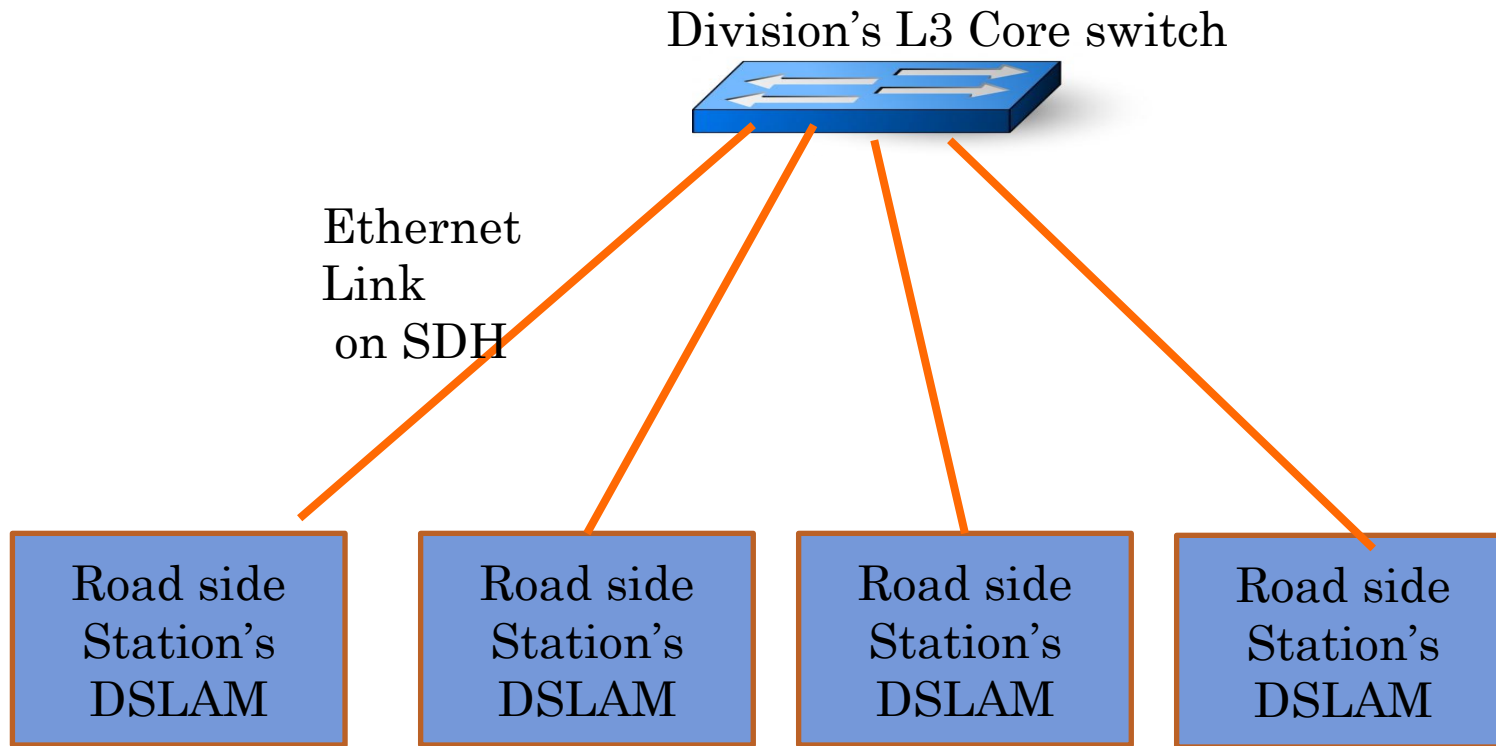 Division’s L3 Core switch
Ethernet
Link
on SDH
Road side
Station’s
DSLAM
Road side
Station’s
DSLAM
Road side
Station’s
DSLAM
Road side
Station’s
DSLAM